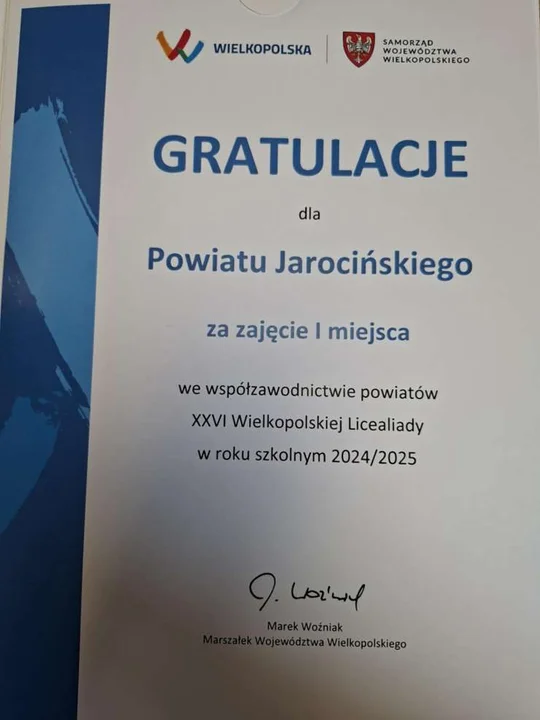 WIELKOPOLSKA
SAMORZĄD
WOJEWÓDZTWA
WIELKOPOLSKIEGO
GRATULACJE
dla
Powiatu Jarocińskiego
za zajęcie I miejsca
we współzawodnictwie powiatów
XXVI Wielkopolskiej Licealiady
w roku szkolnym 2024/2025
Marek Woźniak
Marszałek Województwa Wielkopolskiego